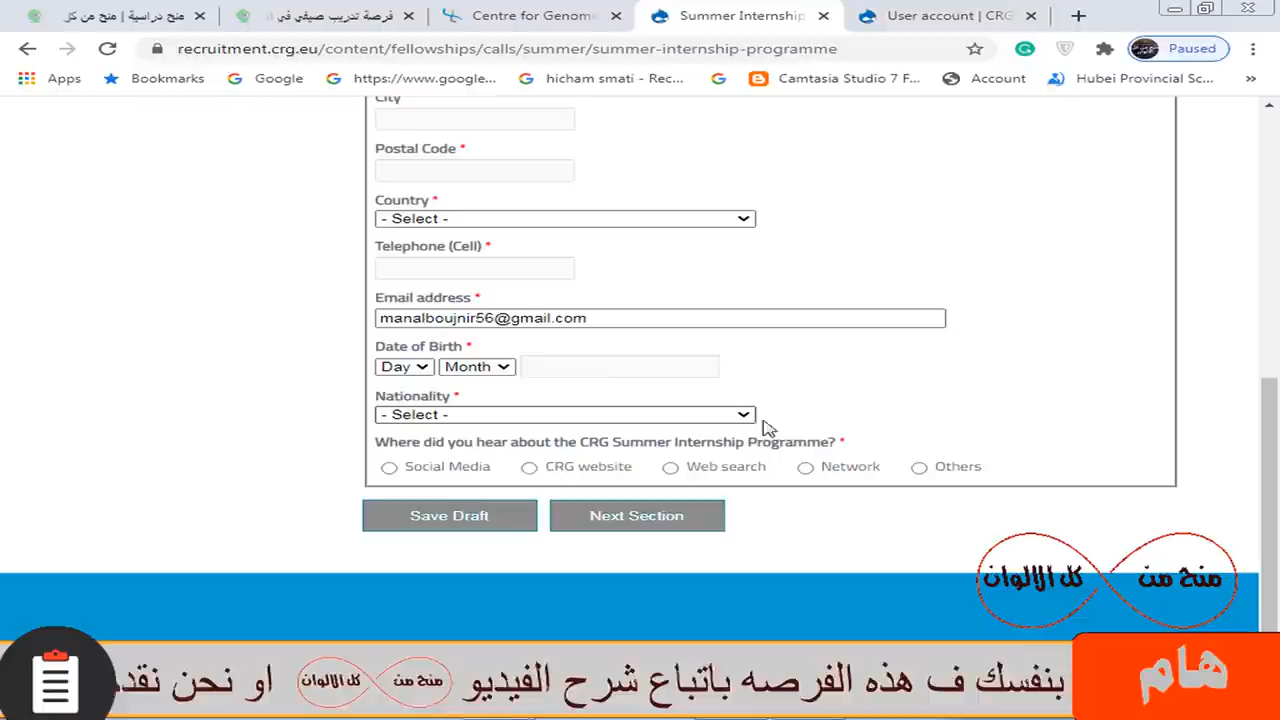 منح دراسية | منح من كل
فرصة تدريب صيفي في ا
Centre for Genom
Summer Internship
User account | CRG
recruitment.crg.eu/content/fellowships/calls/summer/summer-internship-programme
Paused
Apps
Bookmarks
Google
https://www.google...
hicham smati - Rec...
Camtasia Studio 7 F...
Account
Hubei Provincial Sc...
»
City
Postal Code *
Country *
- Select -
Telephone (Cell) *
Email address *
manalboujnir56@gmail.com
Date of Birth *
Day Month
Nationality *
- Select -
Where did you hear about the CRG Summer Internship Programme? *
Social Media CRG website Web search Network Others
Save Draft Next Section
منح من كل الالوان
هام
بنفسك ف هذه الفرصه باتباع شرح الفيديو منح من كل الالوان او نحن نقد